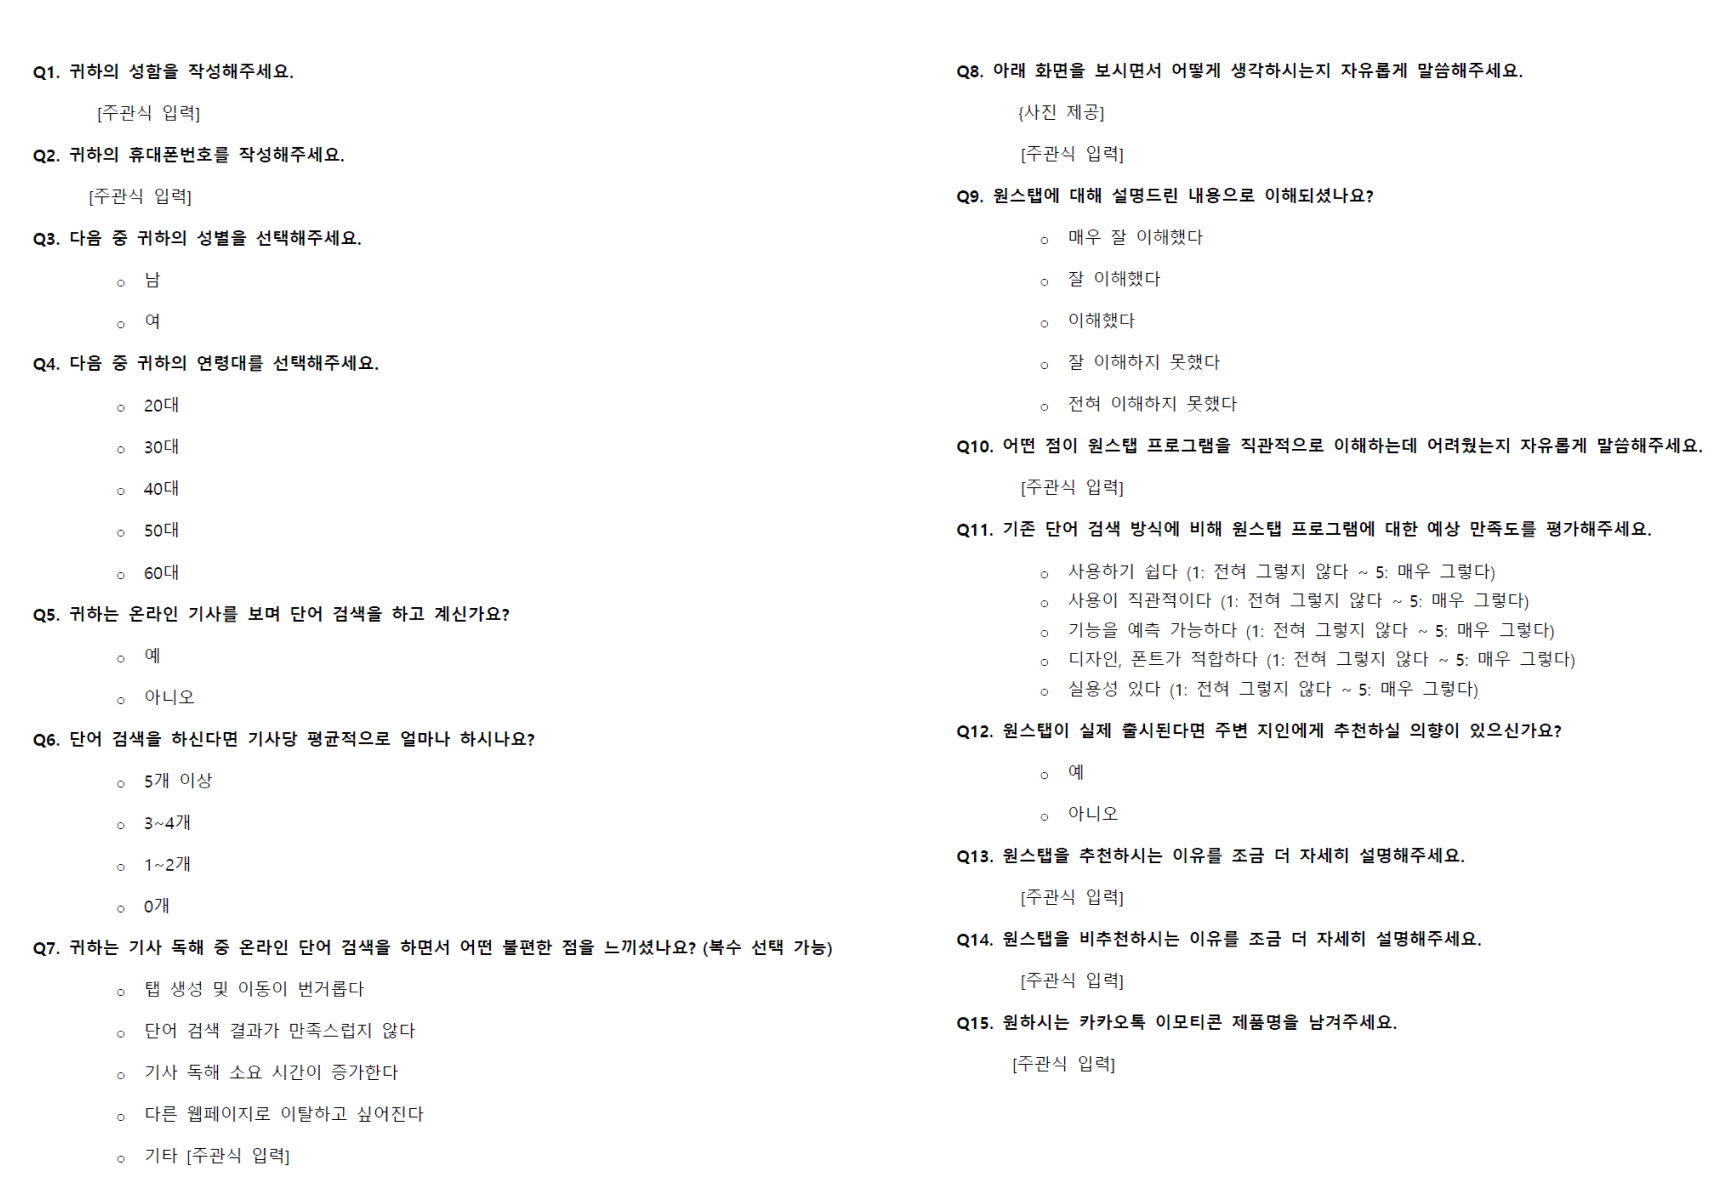 Q1. 귀하의 성함을 작성해주세요.
[주관식 입력]
Q2. 귀하의 휴대폰번호를 작성해주세요.
[주관식 입력]
Q3. 다음 중 귀하의 성별을 선택해주세요.
○ 남
○ 여
Q4. 다음 중 귀하의 연령대를 선택해주세요.
○ 20대
○ 30대
○ 40대
○ 50대
○ 60대
Q5. 귀하는 온라인 기사를 보며 단어 검색을 하고 계신가요?
○ 예
○ 아니오
Q6. 단어 검색을 하신다면 기사당 평균적으로 얼마나 하시나요?
○ 5개 이상
○ 3~4개
○ 1~2개
○ 0개
Q7. 귀하는 기사 독해 중 온라인 단어 검색을 하면서 어떤 불편한 점을 느끼셨나요? (복수 선택 가능)
○ 탭 생성 및 이동이 번거롭다
○ 단어 검색 결과가 만족스럽지 않다
○ 기사 독해 소요 시간이 증가한다
○ 다른 웹페이지로 이탈하고 싶어진다
○ 기타 [주관식 입력]
Q8. 아래 화면을 보시면서 어떻게 생각하시는지 자유롭게 말씀해주세요.
{사진 제공]
[주관식 입력]
Q9. 원스탭에 대해 설명드린 내용으로 이해되셨나요?
○ 매우 잘 이해했다
○ 잘 이해했다
○ 이해했다
○ 잘 이해하지 못했다
○ 전혀 이해하지 못했다
Q10. 어떤 점이 원스탭 프로그램을 직관적으로 이해하는데 어려웠는지 자유롭게 말씀해주세요.
[주관식 입력]
Q11. 기존 단어 검색 방식에 비해 원스탭 프로그램에 대한 예상 만족도를 평가해주세요.
○ 사용하기 쉽다 (1: 전혀 그렇지 않다 ~ 5: 매우 그렇다)
○ 사용이 직관적이다 (1: 전혀 그렇지 않다 ~ 5: 매우 그렇다)
○ 기능을 예측 가능하다 (1: 전혀 그렇지 않다 ~ 5: 매우 그렇다)
○ 디자인, 폰트가 적합하다 (1: 전혀 그렇지 않다 ~ 5: 매우 그렇다)
○ 실용성 있다 (1: 전혀 그렇지 않다 ~ 5: 매우 그렇다)
Q12. 원스탭이 실제 출시된다면 주변 지인에게 추천하실 의향이 있으신가요?
○ 예
○ 아니오
Q13. 원스탭을 추천하시는 이유를 조금 더 자세히 설명해주세요.
[주관식 입력]
Q14. 원스탭을 비추천하시는 이유를 조금 더 자세히 설명해주세요.
[주관식 입력]
Q15. 원하시는 카카오톡 이모티콘 제품명을 남겨주세요.
[주관식 입력]